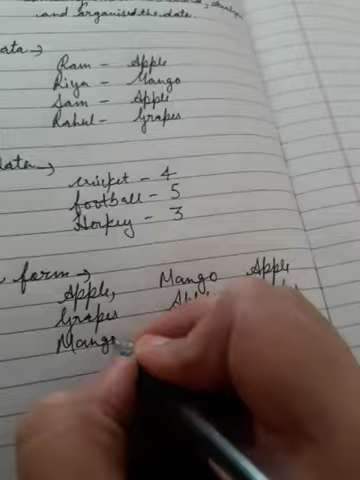 and organised the data.
data →
Ram - Apple
Riya - Mango
Sam - Apple
Rahul - Grapes
data →
cricket - 4
football - 5
Hockey - 3
form →
Apple, Mango Apple
Grapes
Mango